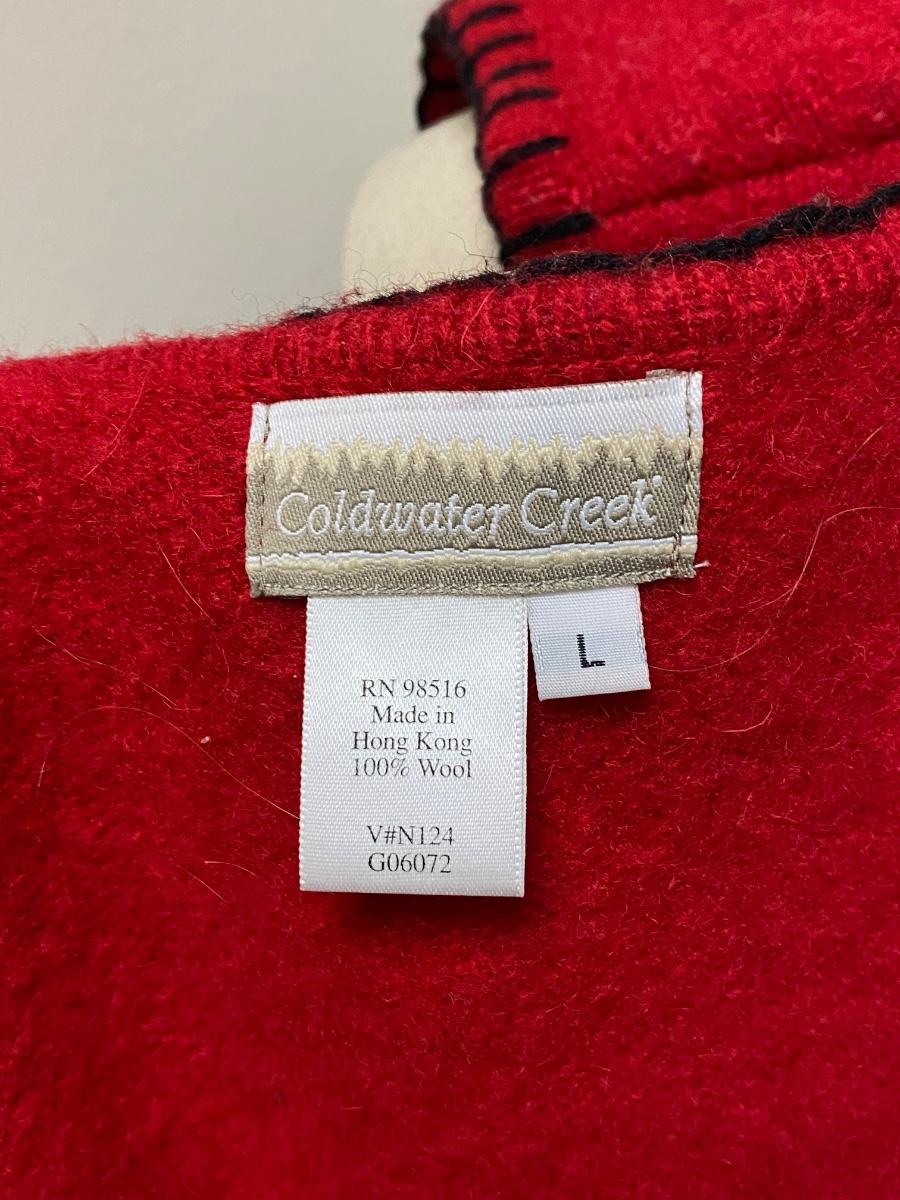 Coldwater Creek
L
RN 98516
Made in
Hong Kong
100% Wool
V#N124
G06072